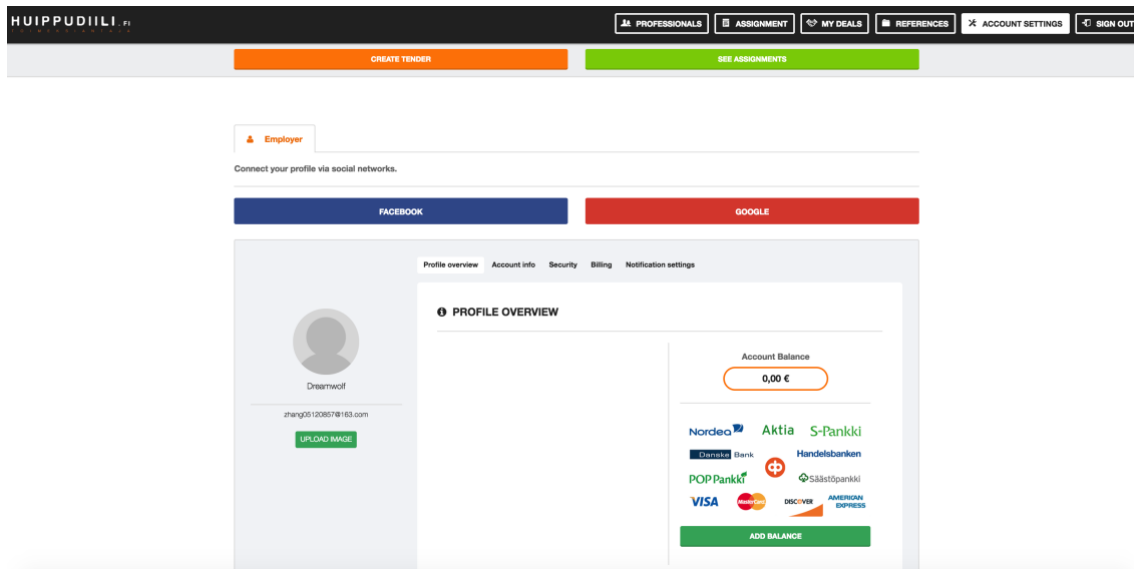 HUIPPUDIILI.FI
PROFESSIONALS ASSIGNMENT MY DEALS REFERENCES ACCOUNT SETTINGS SIGN OUT
CREATE TENDER SEE ASSIGNMENTS
Employer
Connect your profile via social networks.
FACEBOOK GOOGLE
Profile overview Account info Security Billing Notification settings
PROFILE OVERVIEW
Account Balance
0,00 €
Dreamwolf
zhang05120857@163.com
UPLOAD IMAGE
Nordea Aktia S-Pankki
Danske Bank Handelsbanken
POP Pankki Säästöpankki
VISA MasterCard DISCOVER AMERICAN EXPRESS
ADD BALANCE